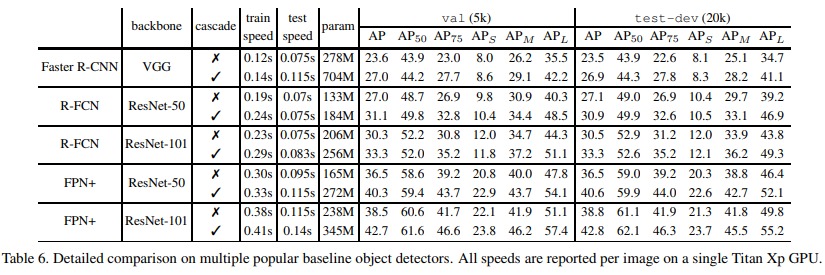 backbone cascade train speed test speed param val (5k) test-dev (20k)
AP AP50 AP75 APS APM APL AP AP50 AP75 APS APM APL
Faster R-CNN VGG ✗ 0.12s 0.075s 278M 23.6 43.9 23.0 8.0 26.2 35.5 23.5 43.9 22.6 8.1 25.1 34.7
✓ 0.14s 0.115s 704M 27.0 44.2 27.7 8.6 29.1 42.2 26.9 44.3 27.8 8.3 28.2 41.1
R-FCN ResNet-50 ✗ 0.19s 0.07s 133M 27.0 48.7 26.9 9.8 30.9 40.3 27.1 49.0 26.9 10.4 29.7 39.2
✓ 0.24s 0.075s 184M 31.1 49.8 32.8 10.4 34.4 48.5 30.9 49.9 32.6 10.5 33.1 46.9
R-FCN ResNet-101 ✗ 0.23s 0.075s 206M 30.3 52.2 30.8 12.0 34.7 44.3 30.5 52.9 31.2 12.0 33.9 43.8
✓ 0.29s 0.083s 256M 33.3 52.0 35.2 11.8 37.2 51.1 33.3 52.6 35.2 12.1 36.2 49.3
FPN+ ResNet-50 ✗ 0.30s 0.095s 165M 36.5 58.6 39.2 20.8 40.0 47.8 36.5 59.0 39.2 20.3 38.8 46.4
✓ 0.33s 0.115s 272M 40.3 59.4 43.7 22.9 43.7 54.1 40.6 59.9 44.0 22.6 42.7 52.1
FPN+ ResNet-101 ✗ 0.38s 0.115s 238M 38.5 60.6 41.7 22.1 41.9 51.1 38.8 61.1 41.9 21.3 41.8 49.8
✓ 0.41s 0.14s 345M 42.7 61.6 46.6 23.8 46.2 57.4 42.8 62.1 46.3 23.7 45.5 55.2
Table 6. Detailed comparison on multiple popular baseline object detectors. All speeds are reported per image on a single Titan Xp GPU.